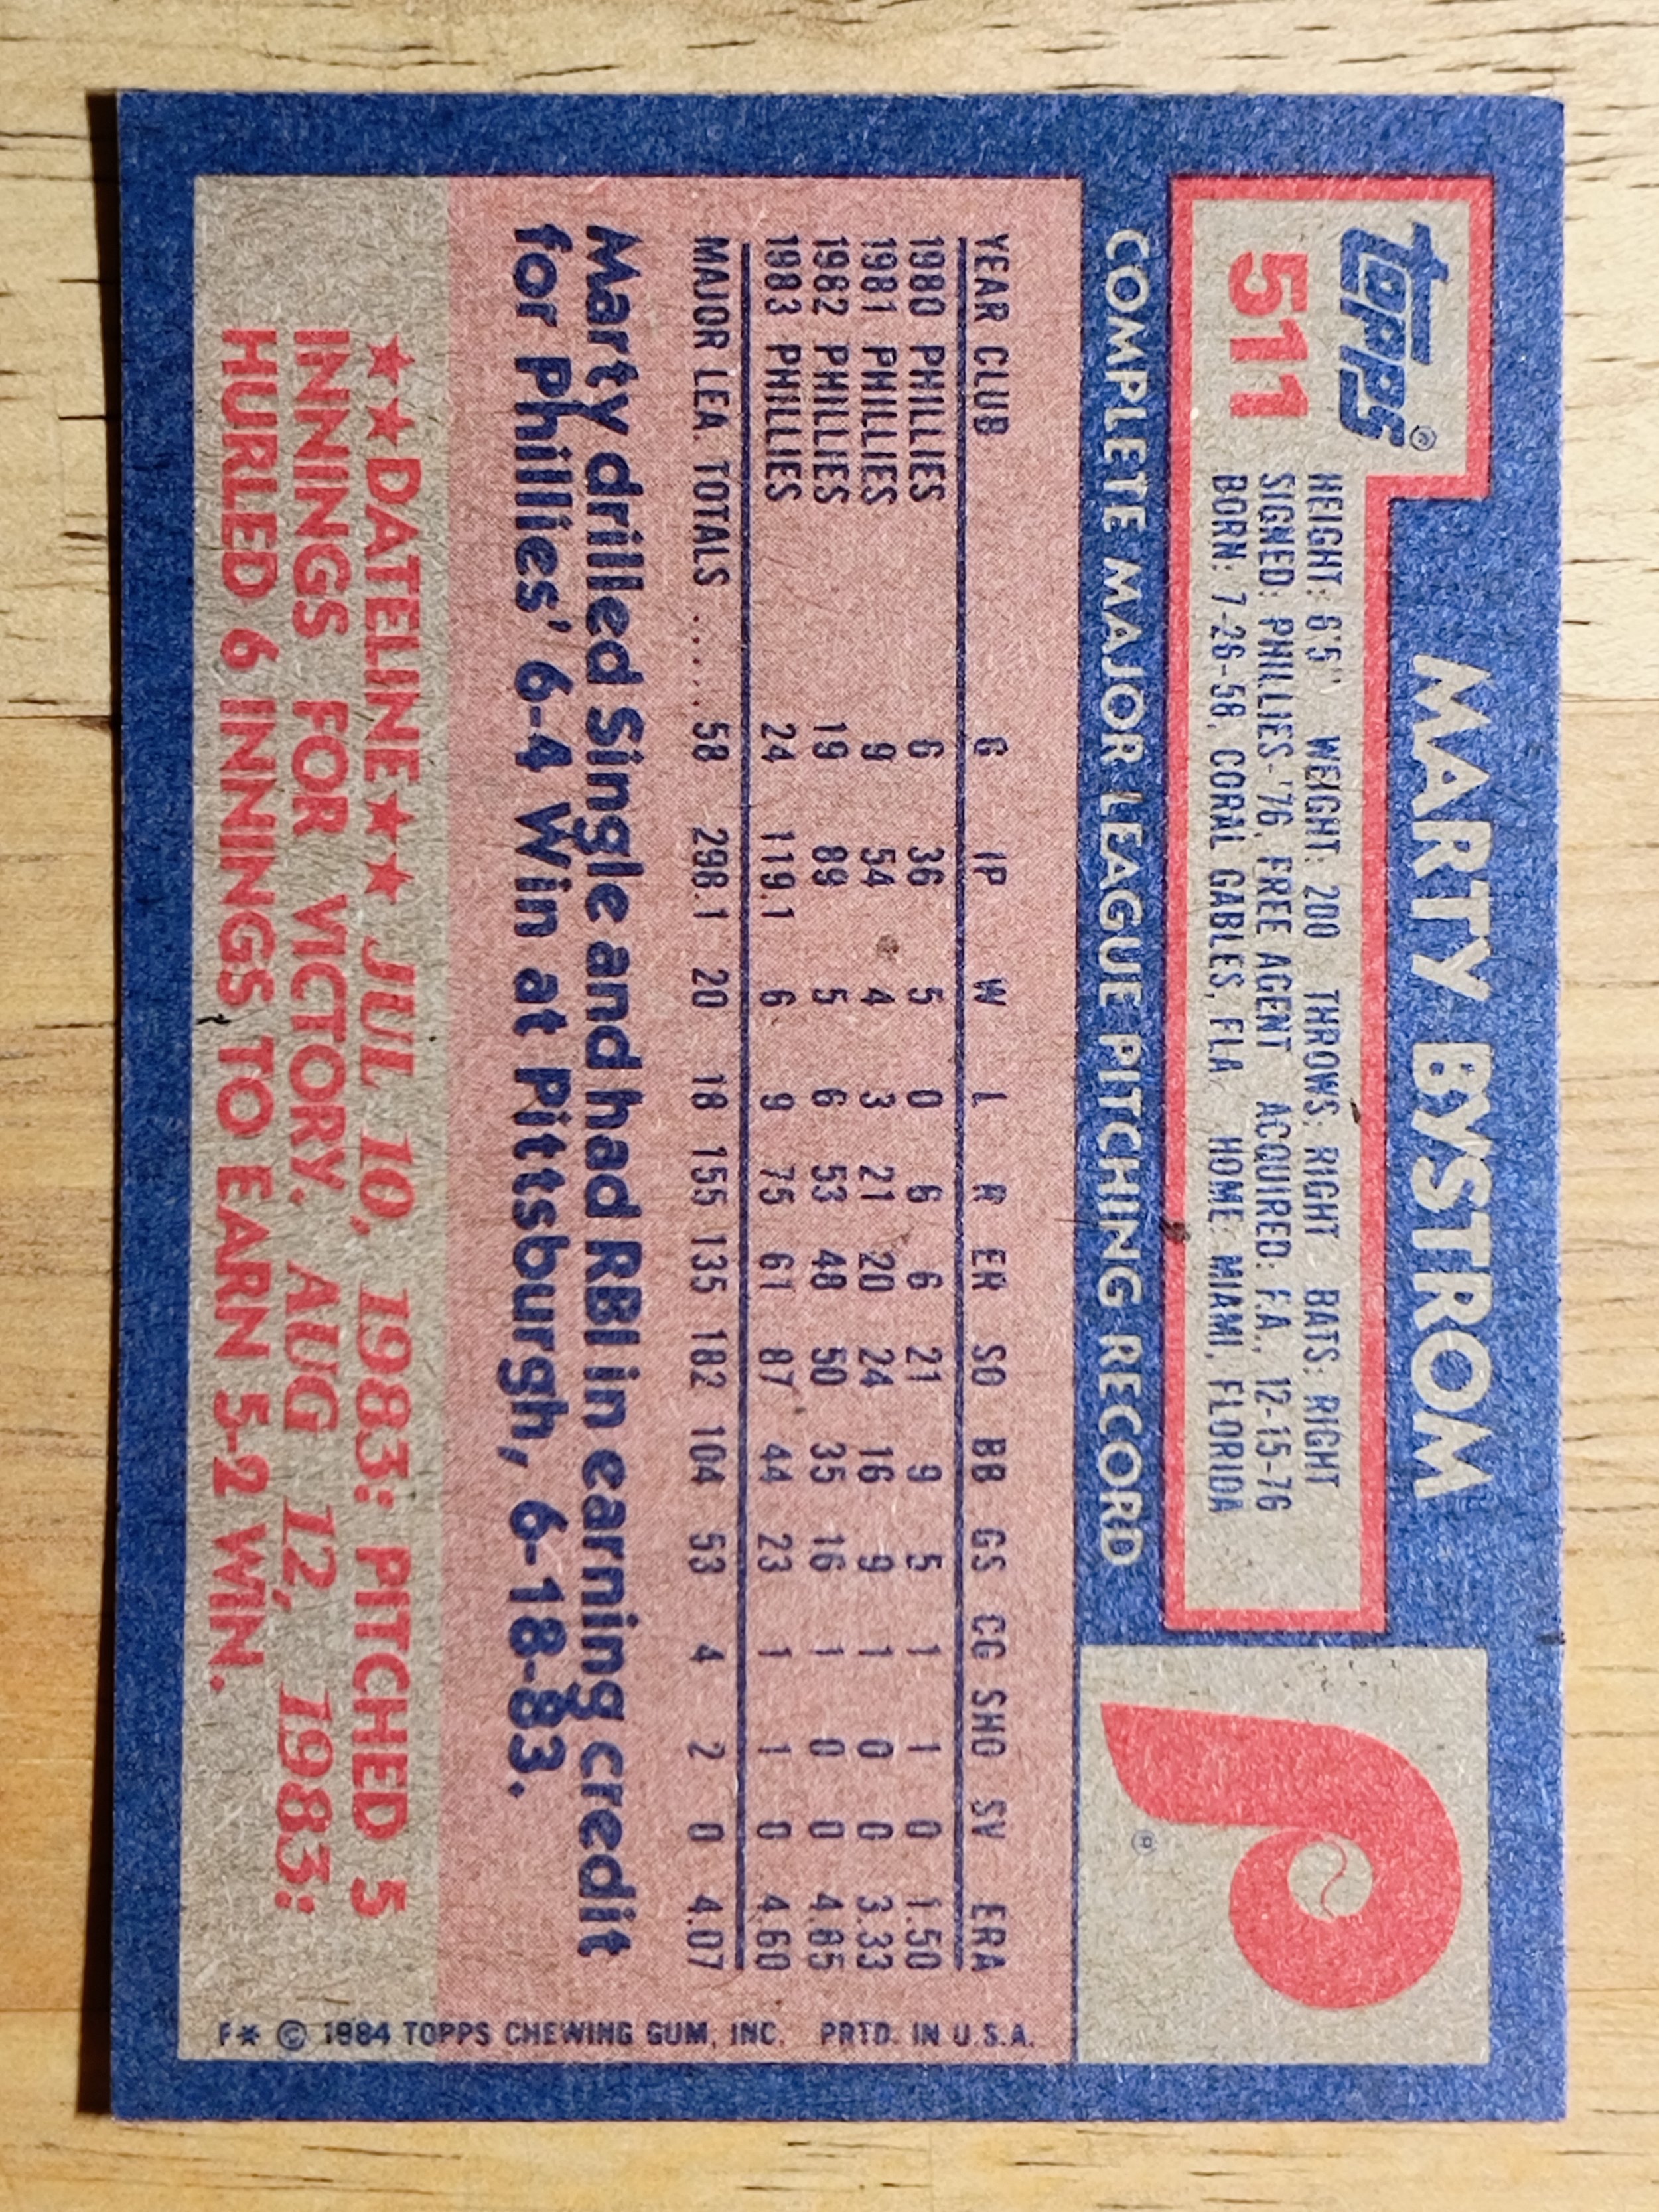 TOPPS®
511
MARTY BYSTROM
HEIGHT: 6'5" WEIGHT: 200 THROWS: RIGHT BATS: RIGHT
SIGNED: PHILLIES-'76, FREE AGENT ACQUIRED: F.A., 12-15-76
BORN: 7-26-58, CORAL GABLES, FLA. HOME: MIAMI, FLORIDA
COMPLETE MAJOR LEAGUE PITCHING RECORD
YEAR CLUB G IP W L R ER SO BB GS CG SHO SV ERA
1980 PHILLIES 6 36 5 0 6 6 21 9 5 1 1 0 1.50
1981 PHILLIES 9 54 4 3 21 20 24 16 9 1 0 0 3.33
1982 PHILLIES 19 89 5 6 53 48 50 35 16 1 0 0 4.85
1983 PHILLIES 24 119.1 6 9 75 61 87 44 23 1 1 0 4.60
MAJOR LEA. TOTALS ...... 58 298.1 20 18 155 135 182 104 53 4 2 0 4.07
Marty drilled Single and had RBI in earning credit
for Phillies' 6-4 Win at Pittsburgh, 6-18-83.
★★DATELINE★★ JUL 10, 1983: PITCHED 5
INNINGS FOR VICTORY. AUG 12, 1983:
HURLED 6 INNINGS TO EARN 5-2 WIN.
F* © 1984 TOPPS CHEWING GUM, INC. PRTD. IN U.S.A.
P
®